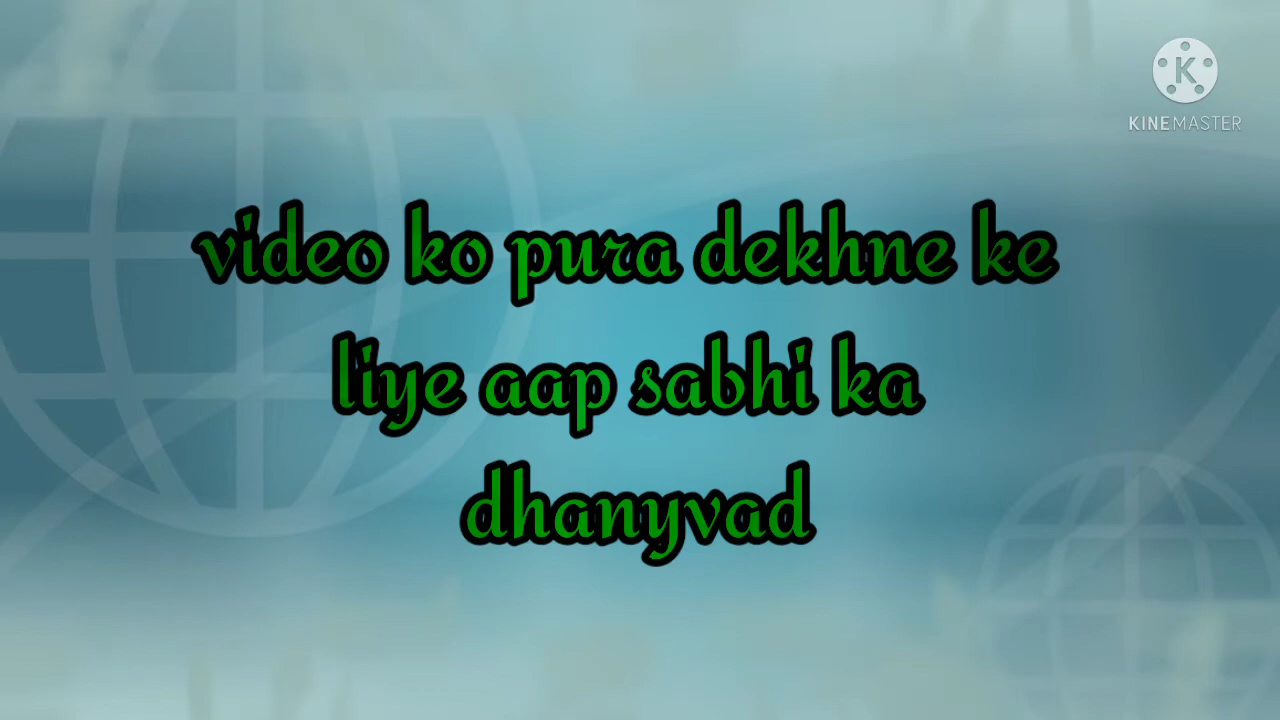 K
KINEMASTER
video ko pura dekhne ke
liye aap sabhi ka
dhanyvad